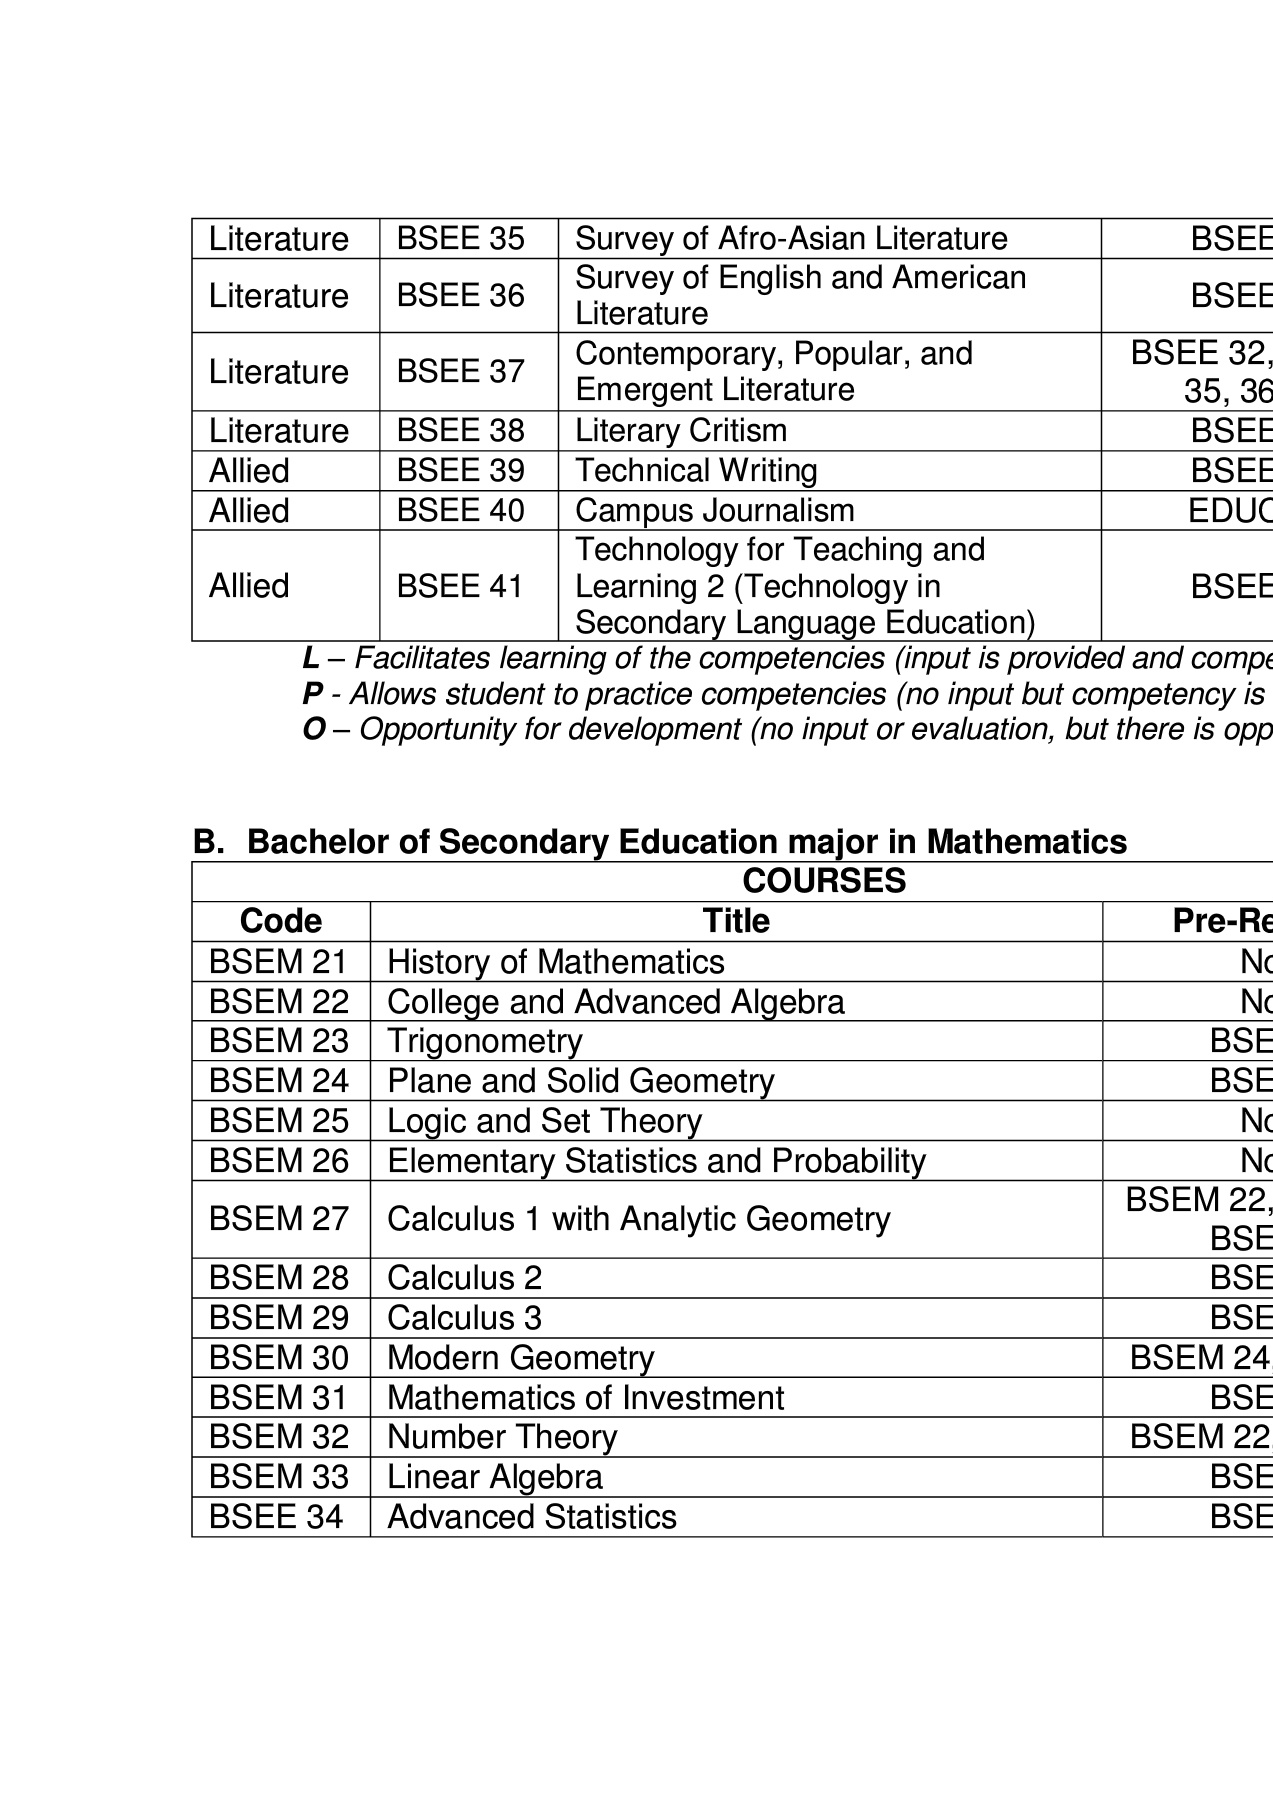 Literature BSEE 35 Survey of Afro-Asian Literature BSEE
Survey of English and American
Literature BSEE 36 BSEE
Literature
Contemporary, Popular, and BSEE 32,
Literature BSEE 37
Emergent Literature 35, 36
Literature BSEE 38 Literary Critism BSEE
Allied BSEE 39 Technical Writing BSEE
Allied BSEE 40 Campus Journalism EDUC
Technology for Teaching and
Allied BSEE 41 Learning 2 (Technology in BSEE
Secondary Language Education)
L – Facilitates learning of the competencies (input is provided and compe
P - Allows student to practice competencies (no input but competency is
O – Opportunity for development (no input or evaluation, but there is opp
B. Bachelor of Secondary Education major in Mathematics
COURSES
Code Title Pre-Re
BSEM 21 History of Mathematics No
BSEM 22 College and Advanced Algebra No
BSEM 23 Trigonometry BSE
BSEM 24 Plane and Solid Geometry BSE
BSEM 25 Logic and Set Theory No
BSEM 26 Elementary Statistics and Probability No
BSEM 22,
BSEM 27 Calculus 1 with Analytic Geometry
BSE
BSEM 28 Calculus 2 BSE
BSEM 29 Calculus 3 BSE
BSEM 30 Modern Geometry BSEM 24,
BSEM 31 Mathematics of Investment BSE
BSEM 32 Number Theory BSEM 22,
BSEM 33 Linear Algebra BSE
BSEE 34 Advanced Statistics BSE